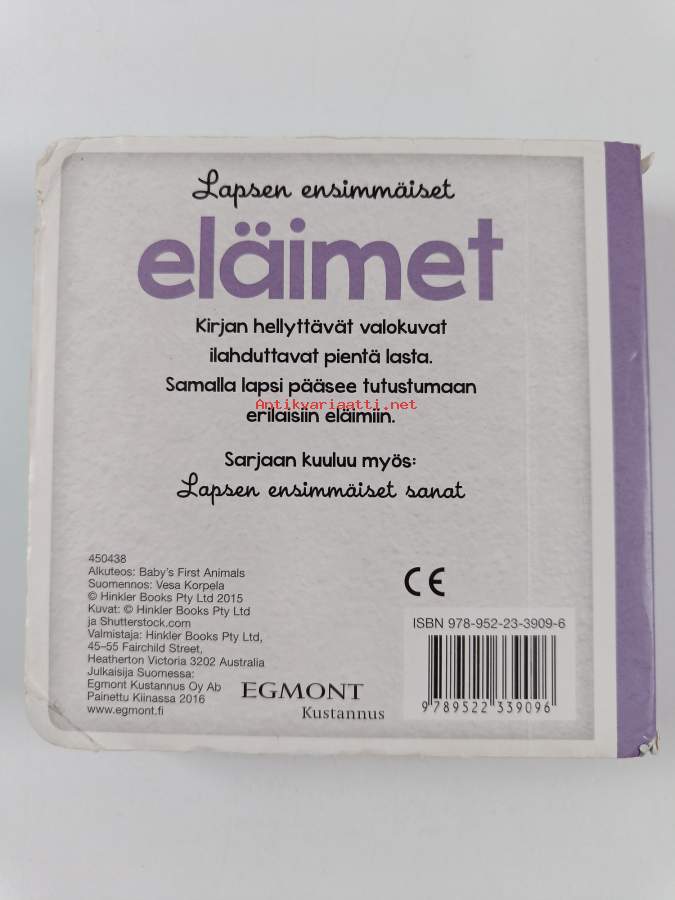 Lapsen ensimmäiset
eläimet
Kirjan hellyttävät valokuvat
ilahduttavat pientä lasta.
Samalla lapsi pääsee tutustumaan
Antikvariaatti.net
erilaisiin eläimiin.
Sarjaan kuuluu myös:
Lapsen ensimmäiset sanat
450438
Alkuteos: Baby's First Animals
Suomennos: Vesa Korpela
© Hinkler Books Pty Ltd 2015
Kuvat: © Hinkler Books Pty Ltd
ja Shutterstock.com
Valmistaja: Hinkler Books Pty Ltd,
45–55 Fairchild Street,
Heatherton Victoria 3202 Australia
Julkaisija Suomessa:
Egmont Kustannus Oy Ab
Painettu Kiinassa 2016
www.egmont.fi
EGMONT
Kustannus
CE
ISBN 978-952-23-3909-6
9 789522 339096